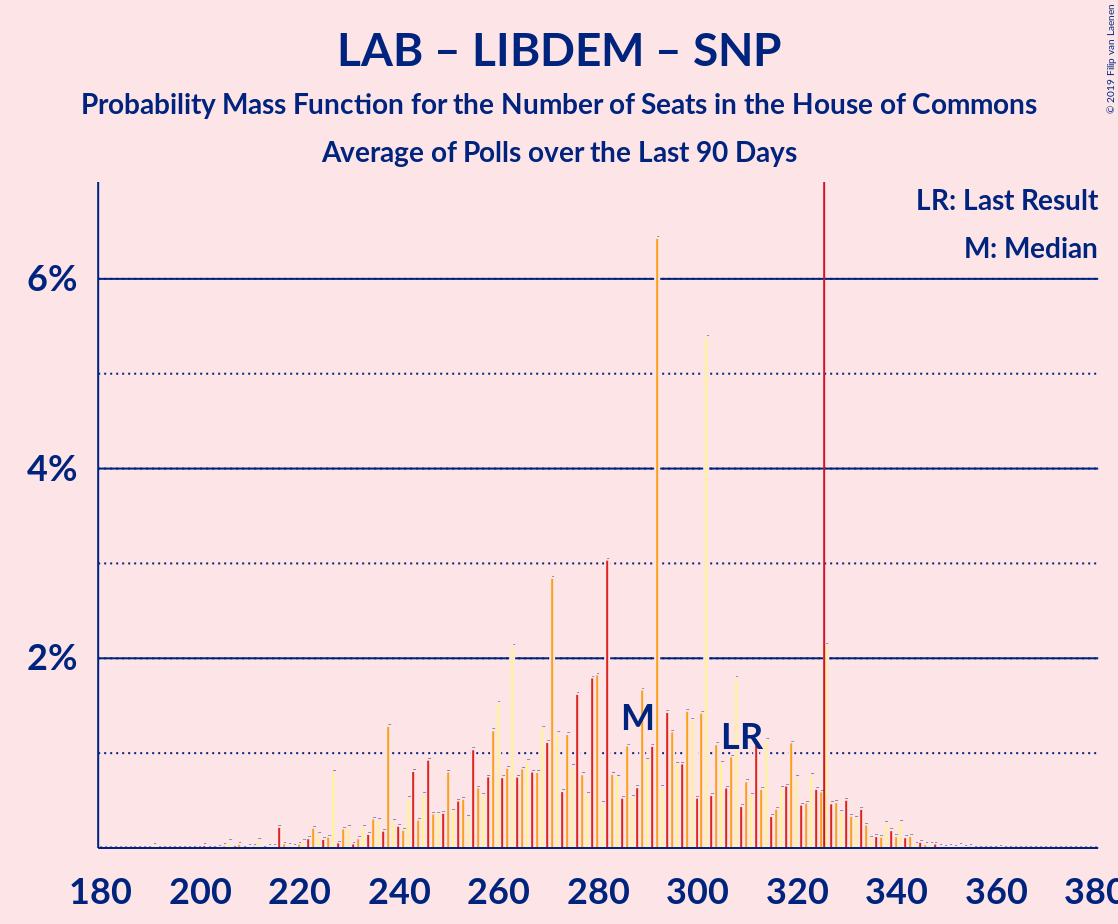 LAB – LIBDEM – SNP
Probability Mass Function for the Number of Seats in the House of Commons
Average of Polls over the Last 90 Days
© 2019 Filip van Laenen
LR: Last Result
M: Median
6%
4%
2%
M
LR
180 200 220 240 260 280 300 320 340 360 380